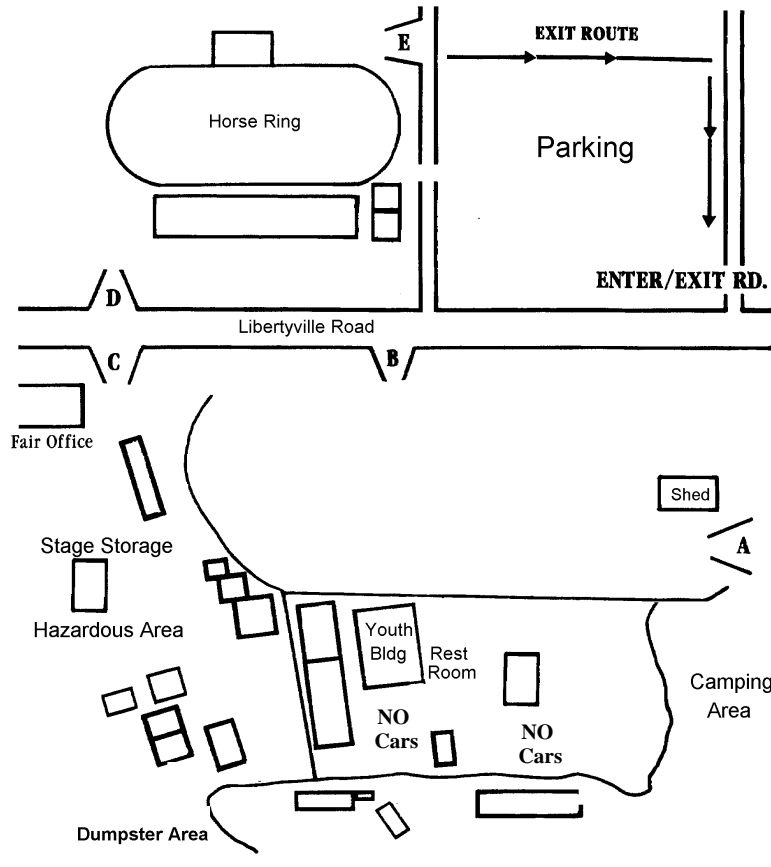 E
EXIT ROUTE
Horse Ring
Parking
ENTER/EXIT RD.
D
Libertyville Road
C
B
Fair Office
Shed
A
Stage Storage
Hazardous Area
Youth
Bldg
Rest
Room
Camping
Area
NO
Cars
NO
Cars
Dumpster Area